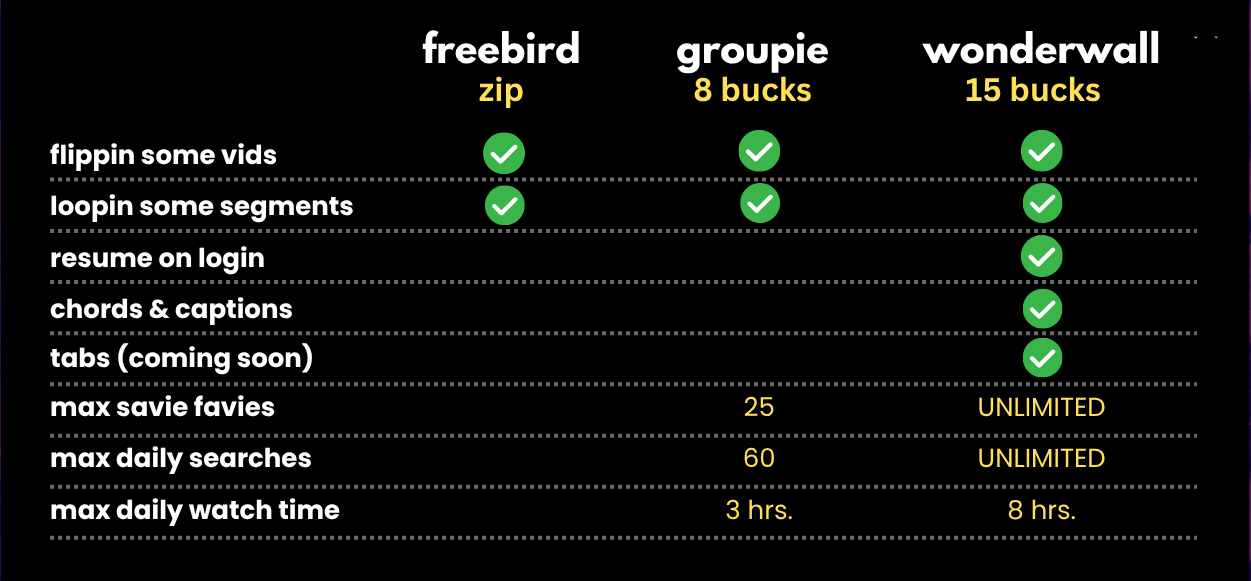 freebird groupie wonderwall
zip 8 bucks 15 bucks
flippin some vids
loopin some segments
resume on login
chords & captions
tabs (coming soon)
max savie favies 25 UNLIMITED
max daily searches 60 UNLIMITED
max daily watch time 3 hrs. 8 hrs.